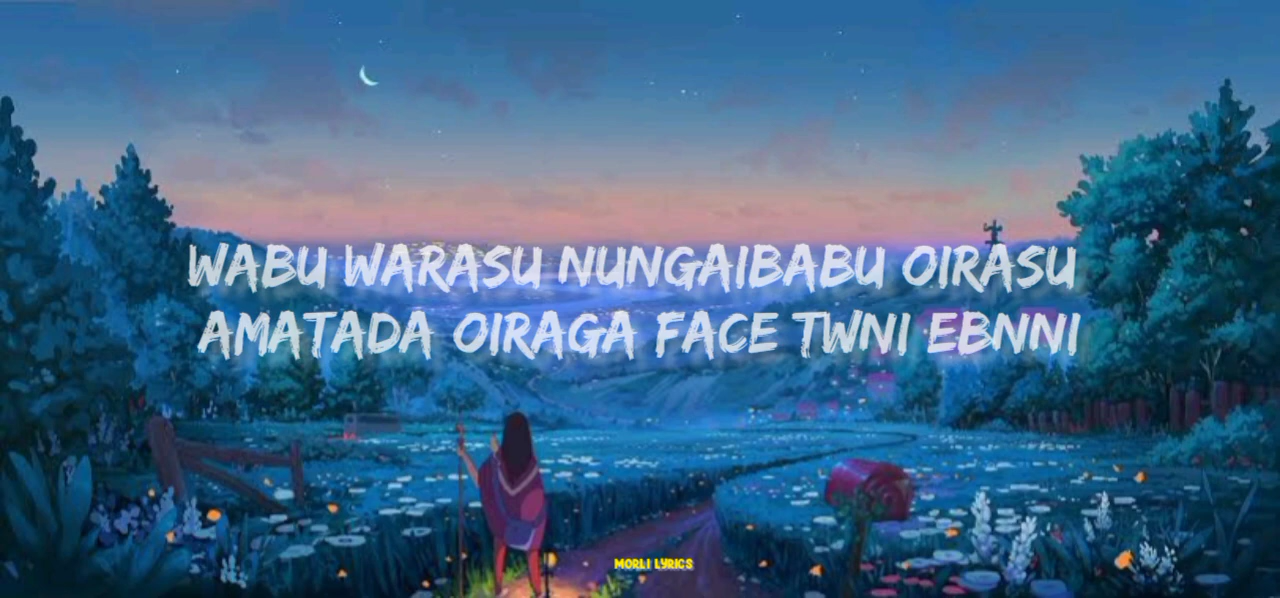 WABU WARASU NUNGAIBABU OIRASU
AMATADA OIRAGA FACE TWNI EBNNI
MORLI LYRICS